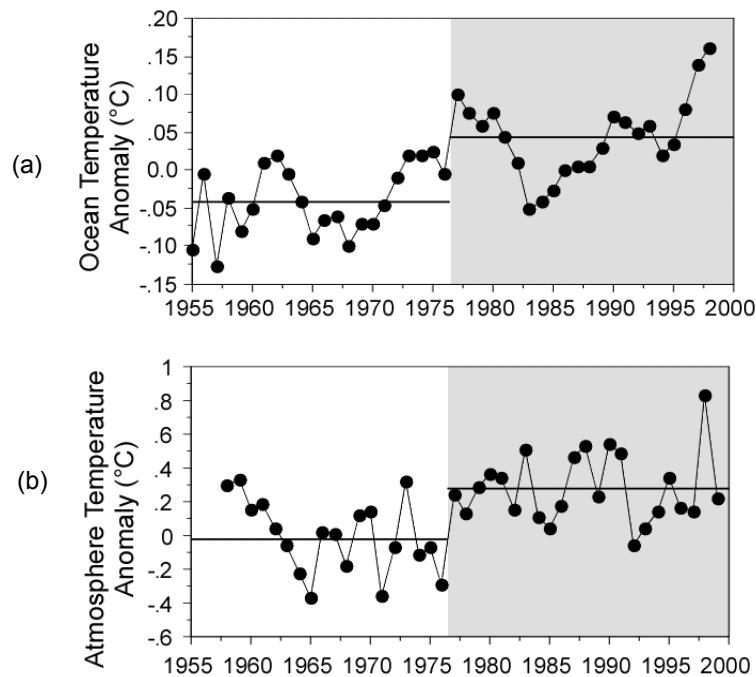 (a)
Ocean Temperature
Anomaly (°C)
.20
.15
.10
.05
0.0
-.05
-.10
-.15
1955 1960 1965 1970 1975 1980 1985 1990 1995 2000
(b)
Atmosphere Temperature
Anomaly (°C)
1
.8
.6
.4
.2
0
-.2
-.4
-.6
1955 1960 1965 1970 1975 1980 1985 1990 1995 2000